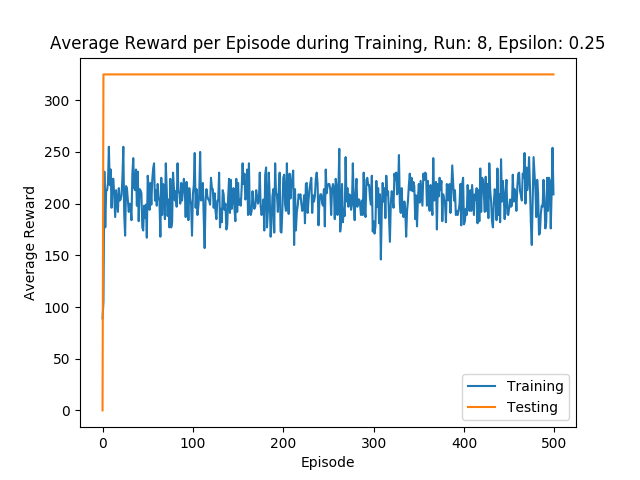 Average Reward per Episode during Training, Run: 8, Epsilon: 0.25
Average Reward
300
250
200
150
100
50
0
0 100 200 300 400 500
Episode
Training
Testing